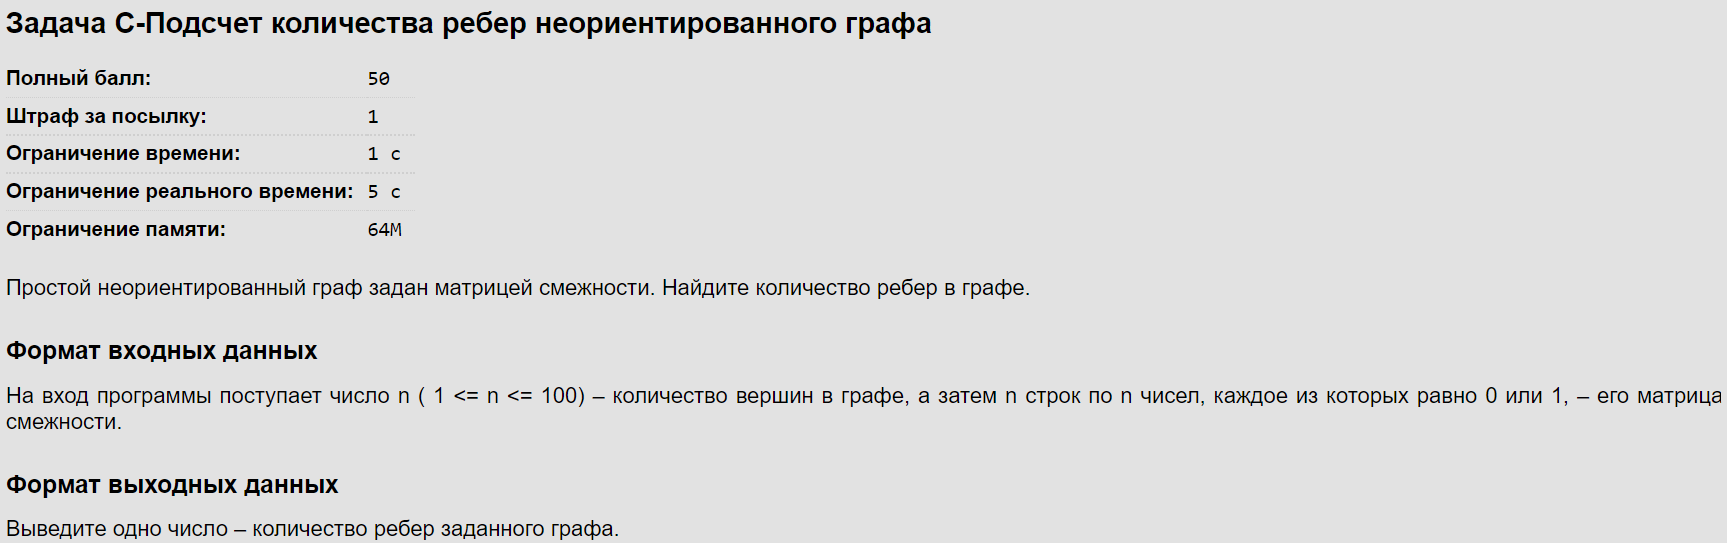 Задача C-Подсчет количества ребер неориентированного графа
Полный балл: 50
Штраф за посылку: 1
Ограничение времени: 1 с
Ограничение реального времени: 5 с
Ограничение памяти: 64M
Простой неориентированный граф задан матрицей смежности. Найдите количество ребер в графе.
Формат входных данных
На вход программы поступает число n ( 1 <= n <= 100) – количество вершин в графе, а затем n строк по n чисел, каждое из которых равно 0 или 1, – его матрица
смежности.
Формат выходных данных
Выведите одно число – количество ребер заданного графа.